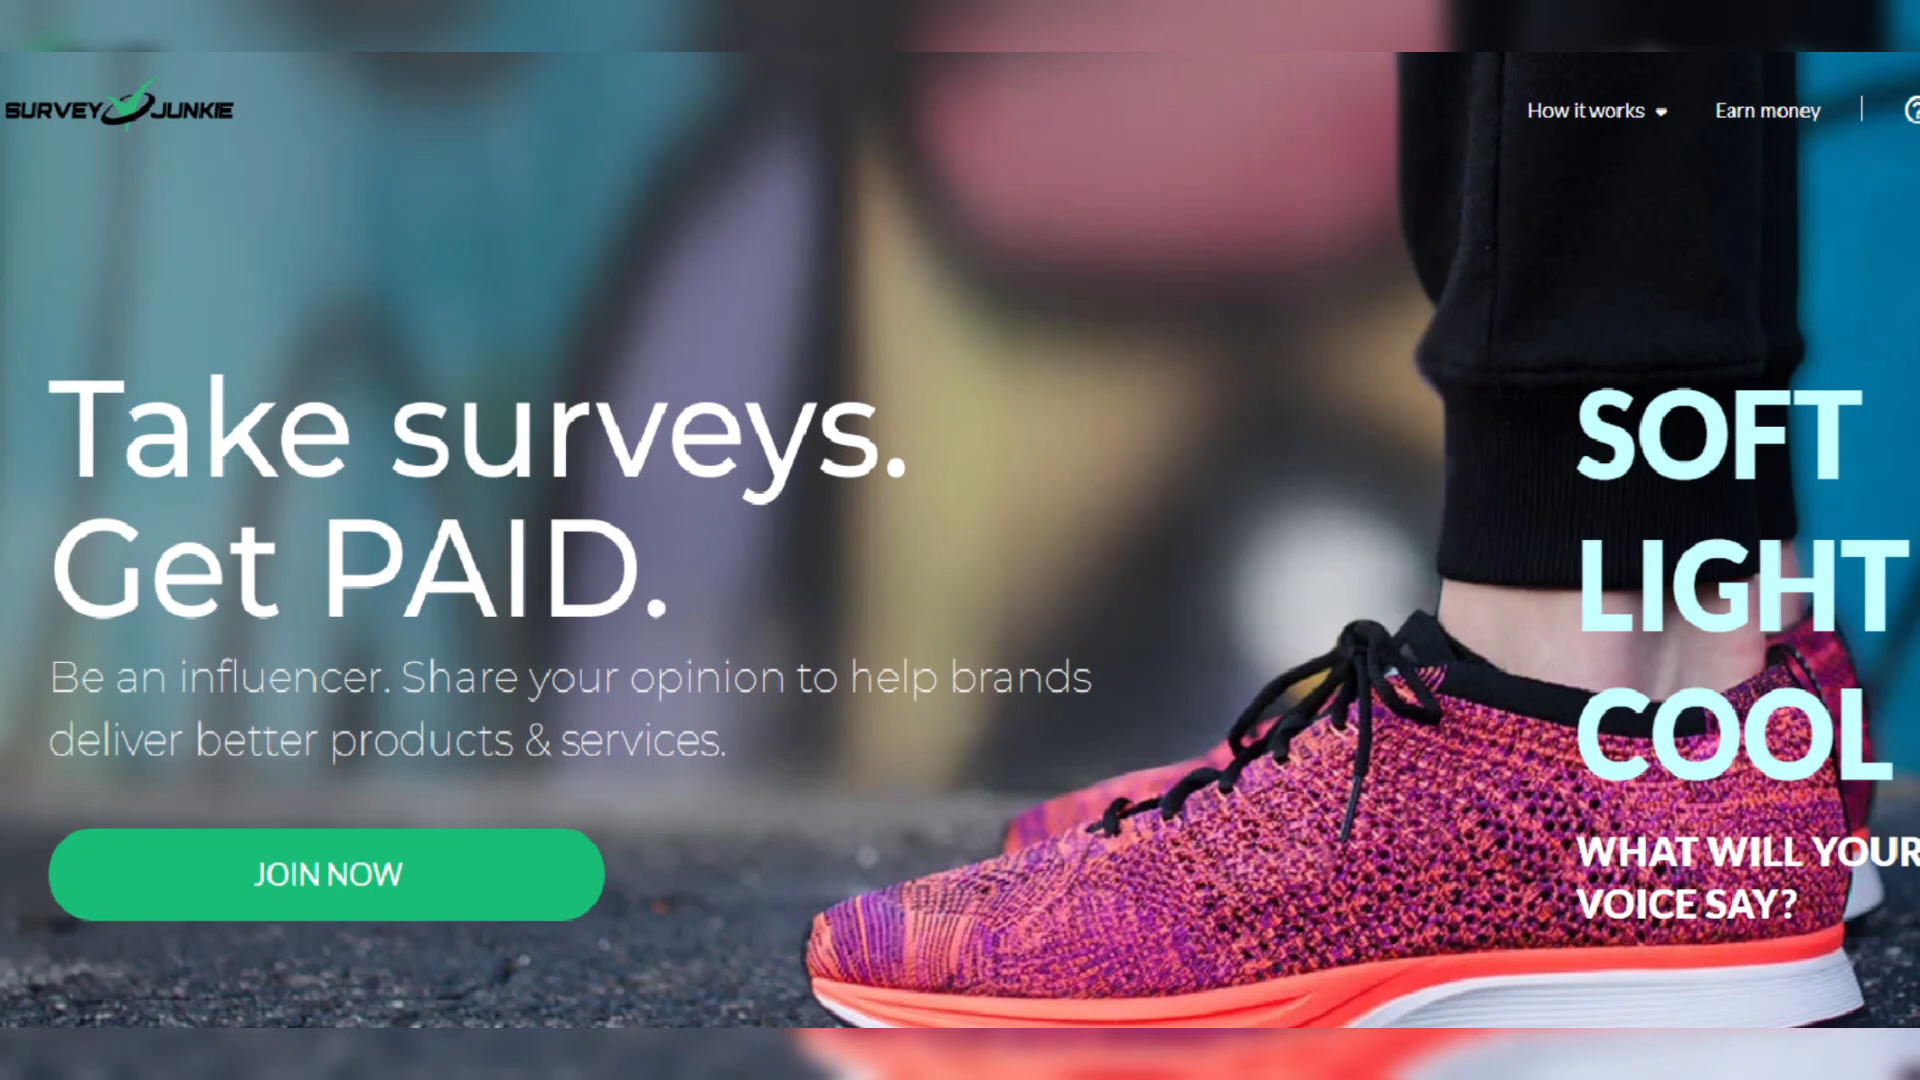 SURVEY JUNKIE
How it works
Earn money
Take surveys.
Get PAID.
Be an influencer. Share your opinion to help brands
deliver better products & services.
JOIN NOW
SOFT
LIGHT
COOL
WHAT WILL YOUR
VOICE SAY?